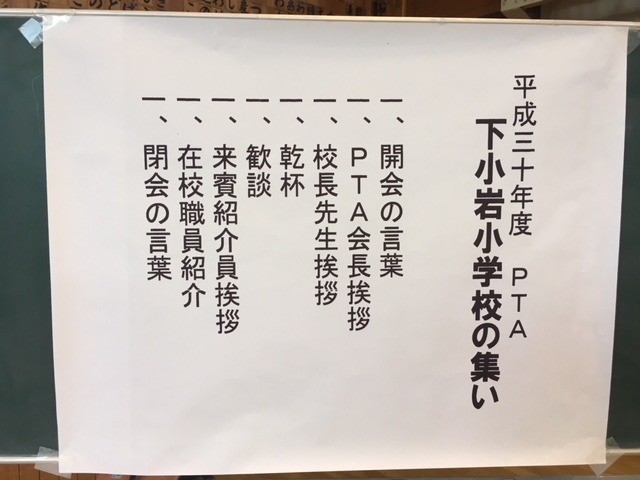 平成三十年度　ＰＴＡ
下小岩小学校の集い
一、開会の言葉
一、ＰＴＡ会長挨拶
一、校長先生挨拶
一、乾杯
一、歓談
一、来賓紹介員挨拶
一、在校職員紹介
一、閉会の言葉